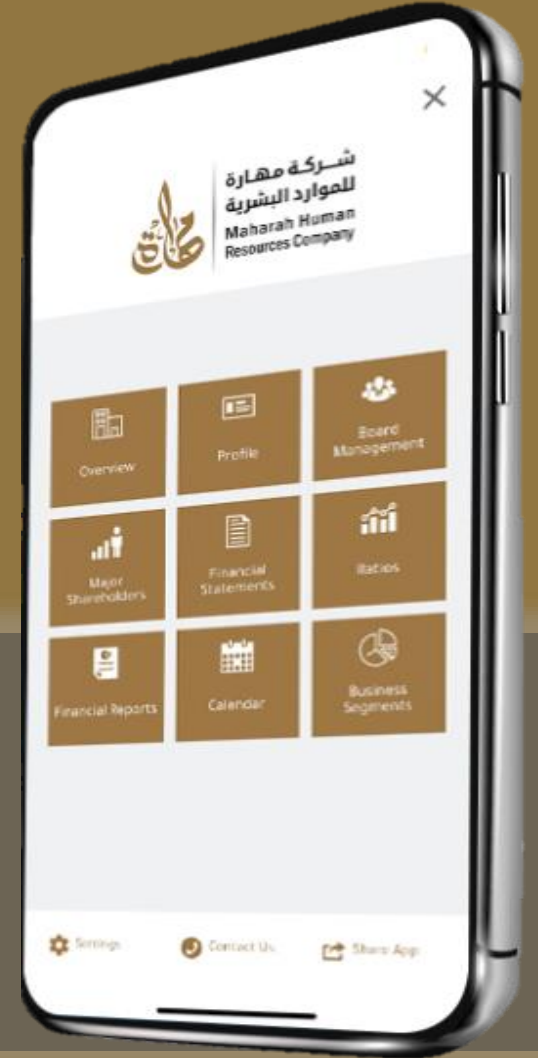 شركة مهارة
للموارد البشرية
Maharah Human
Resources Company
مهارة
Overview
Profile
Board
Management
Major
Shareholders
Financial
Statements
Ratios
Financial Reports
Calendar
Business
Segments
Settings
Contact Us
Share App